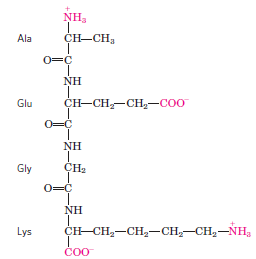 +
NH₃
Ala CH—CH₃
O=C
NH
Glu CH—CH₂—CH₂—COO⁻
O=C
NH
Gly CH₂
O=C
NH +
Lys CH—CH₂—CH₂—CH₂—CH₂—NH₃
COO⁻